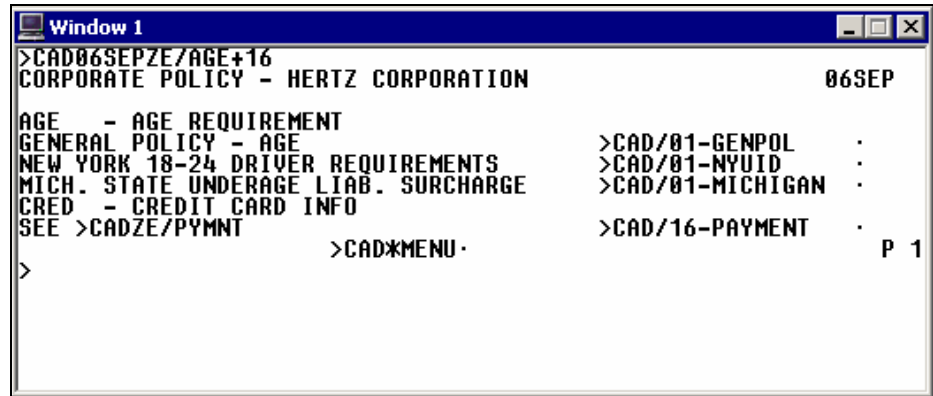 Window 1
>CAD06SEPZE/AGE+16
CORPORATE POLICY - HERTZ CORPORATION 06SEP
AGE - AGE REQUIREMENT
GENERAL POLICY - AGE >CAD/01-GENPOL ·
NEW YORK 18-24 DRIVER REQUIREMENTS >CAD/01-NYUID ·
MICH. STATE UNDERAGE LIAB. SURCHARGE >CAD/01-MICHIGAN ·
CRED - CREDIT CARD INFO
SEE >CADZE/PYMNT >CAD/16-PAYMENT ·
>CAD*MENU· P 1
>